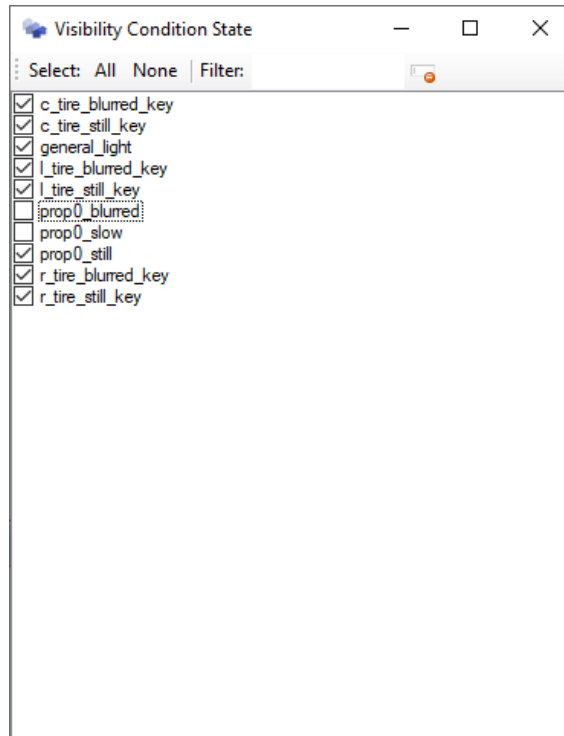 Visibility Condition State
Select: All None Filter:
c_tire_blurred_key
c_tire_still_key
general_light
l_tire_blurred_key
l_tire_still_key
prop0_blurred
prop0_slow
prop0_still
r_tire_blurred_key
r_tire_still_key